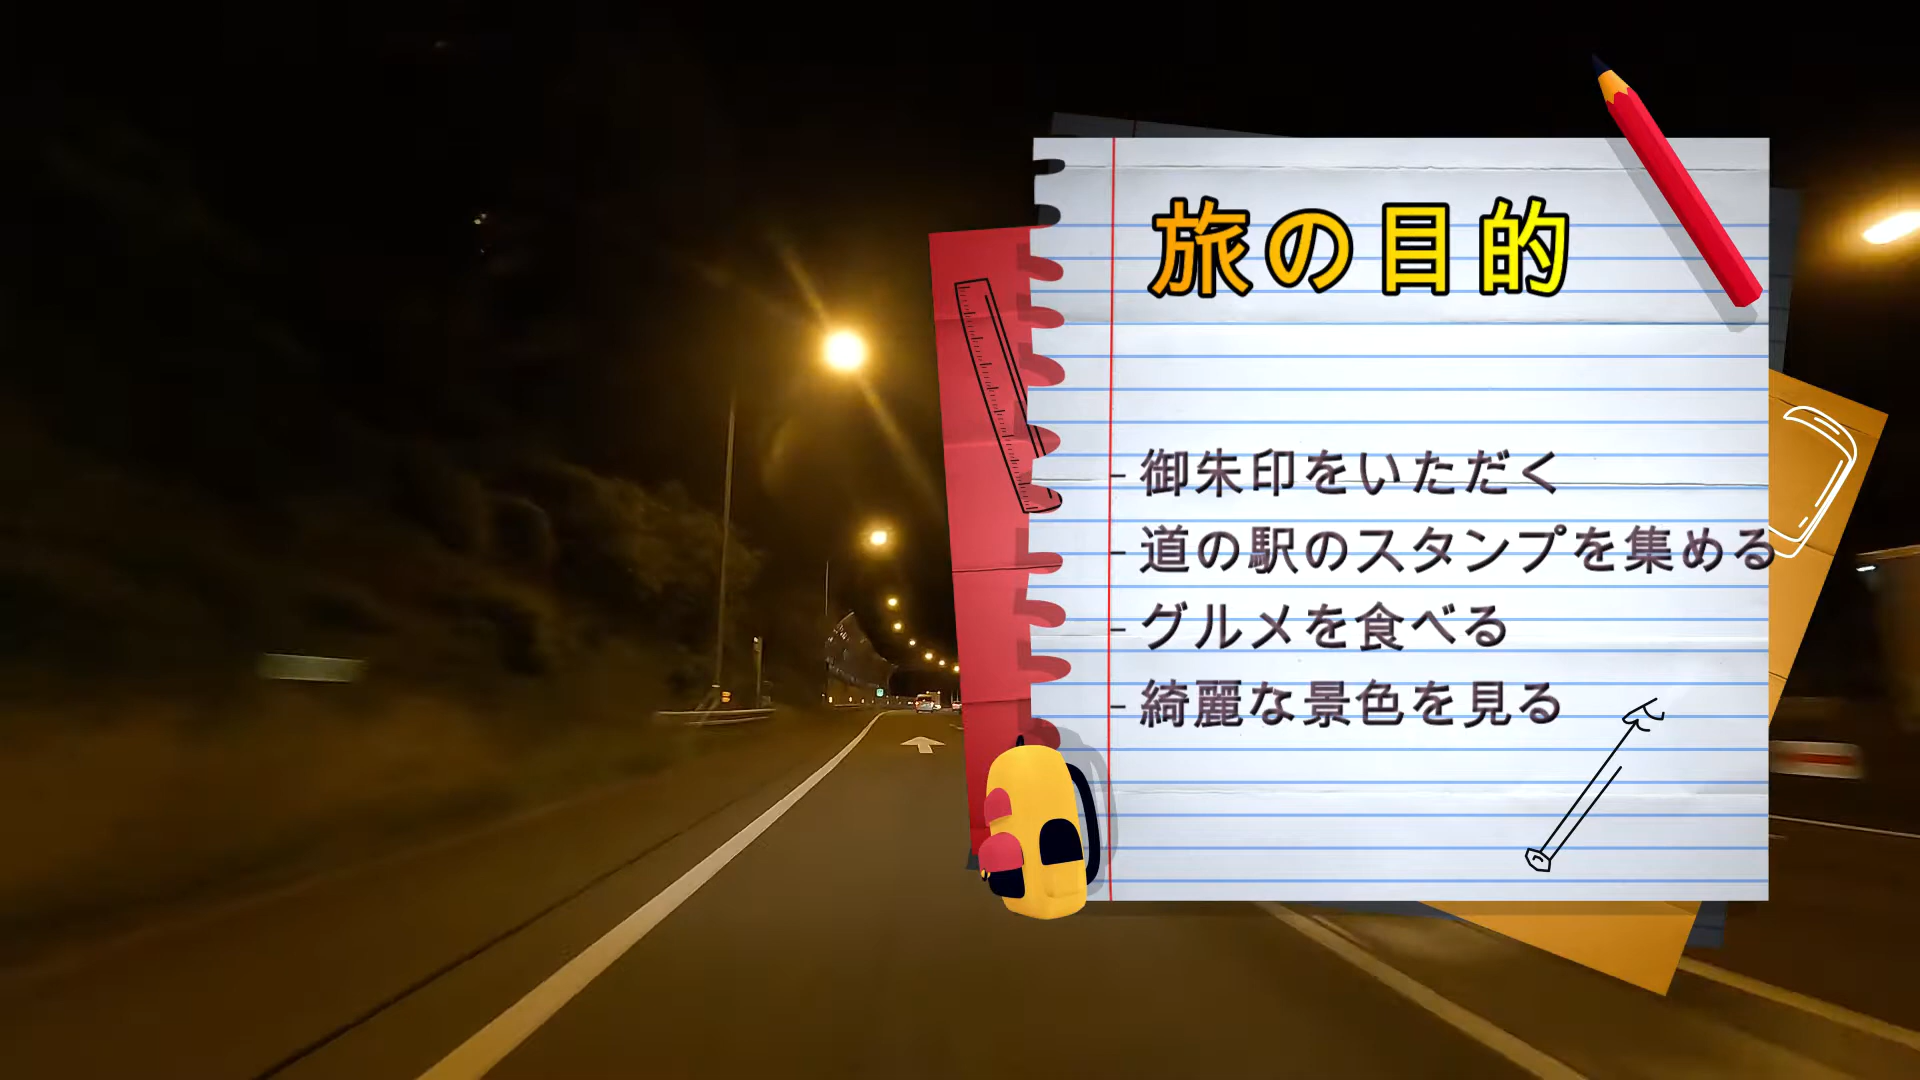 旅の目的
- 御朱印をいただく
- 道の駅のスタンプを集める
- グルメを食べる
- 綺麗な景色を見る